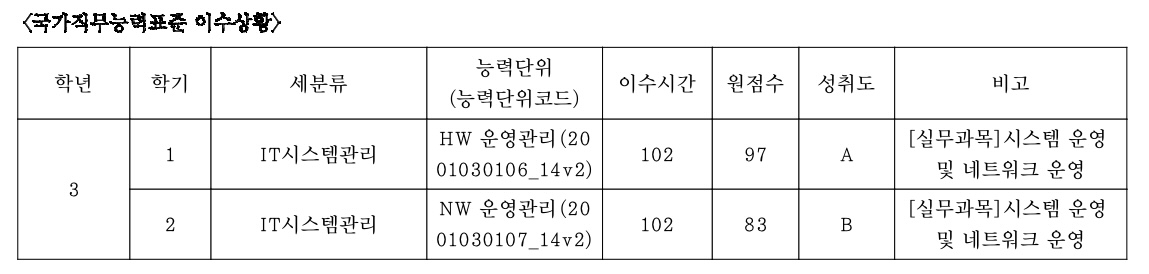 <국가직무능력표준 이수상황>
학년 학기 세분류 능력단위 이수시간 원점수 성취도 비고
(능력단위코드)
3
1 IT시스템관리 HW 운영관리(20 102 97 A [실무과목]시스템 운영
01030106_14v2) 및 네트워크 운영
2 IT시스템관리 NW 운영관리(20 102 83 B [실무과목]시스템 운영
01030107_14v2) 및 네트워크 운영